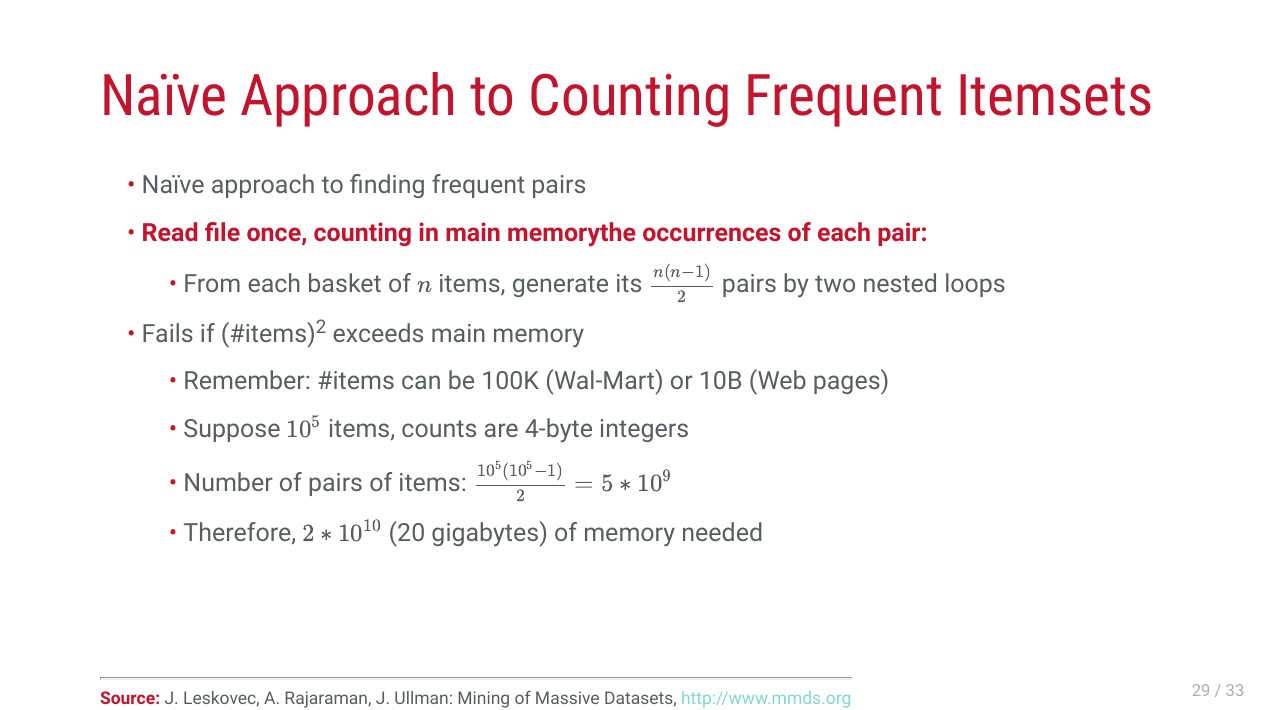 Naïve Approach to Counting Frequent Itemsets
• Naïve approach to finding frequent pairs
• Read file once, counting in main memorythe occurrences of each pair:
• From each basket of n items, generate its n(n−1)/2 pairs by two nested loops
• Fails if (#items)² exceeds main memory
• Remember: #items can be 100K (Wal-Mart) or 10B (Web pages)
• Suppose 10⁵ items, counts are 4-byte integers
• Number of pairs of items: 10⁵(10⁵−1)/2 = 5 ∗ 10⁹
• Therefore, 2 ∗ 10¹⁰ (20 gigabytes) of memory needed
Source: J. Leskovec, A. Rajaraman, J. Ullman: Mining of Massive Datasets, http://www.mmds.org
29 / 33